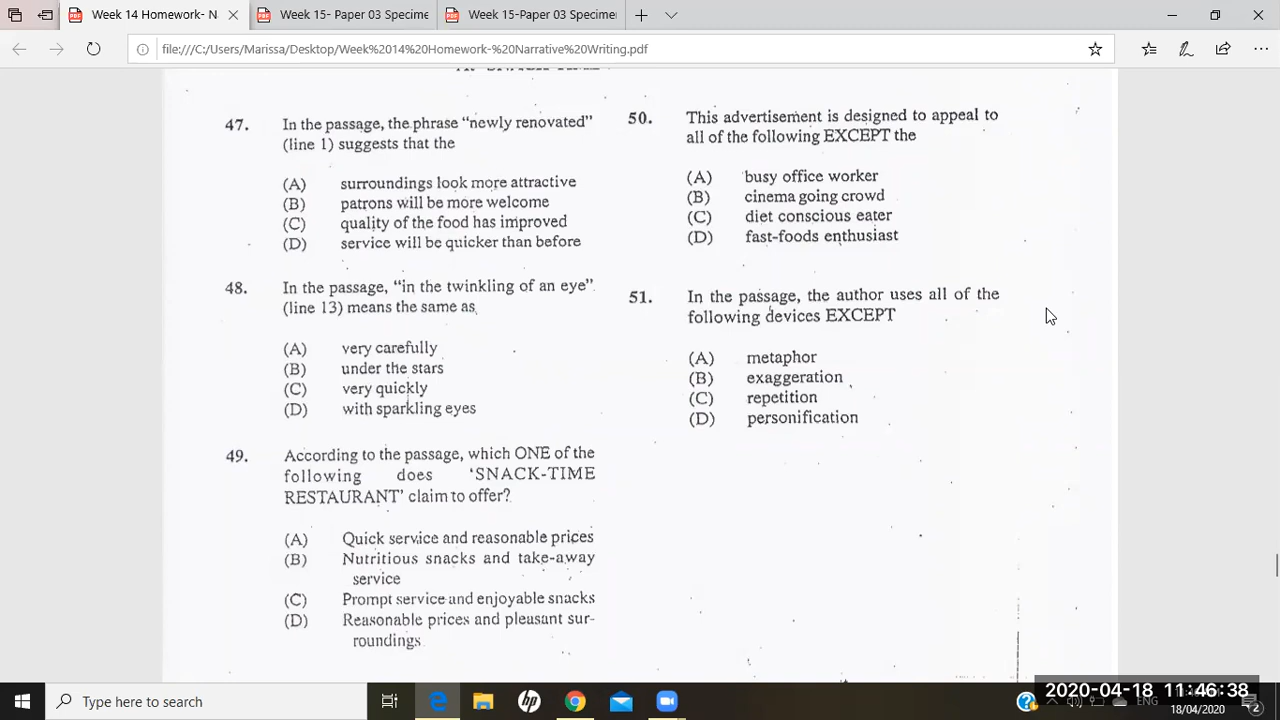 Week 14 Homework- N
Week 15- Paper 03 Specime
Week 15-Paper 03 Specime
file:///C:/Users/Marissa/Desktop/Week%2014%20Homework-%20Narrative%20Writing.pdf
47. In the passage, the phrase "newly renovated"
(line 1) suggests that the
(A) surroundings look more attractive
(B) patrons will be more welcome
(C) quality of the food has improved
(D) service will be quicker than before
48. In the passage, "in the twinkling of an eye"
(line 13) means the same as
(A) very carefully
(B) under the stars
(C) very quickly
(D) with sparkling eyes
49. According to the passage, which ONE of the
following does 'SNACK-TIME
RESTAURANT' claim to offer?
(A) Quick service and reasonable prices
(B) Nutritious snacks and take-away
service
(C) Prompt service and enjoyable snacks
(D) Reasonable prices and pleasant sur-
roundings
50. This advertisement is designed to appeal to
all of the following EXCEPT the
(A) busy office worker
(B) cinema going crowd
(C) diet conscious eater
(D) fast-foods enthusiast
51. In the passage, the author uses all of the
following devices EXCEPT
(A) metaphor
(B) exaggeration
(C) repetition
(D) personification
Type here to search
ENG
2020-04-18 11:46:38
18/04/2020